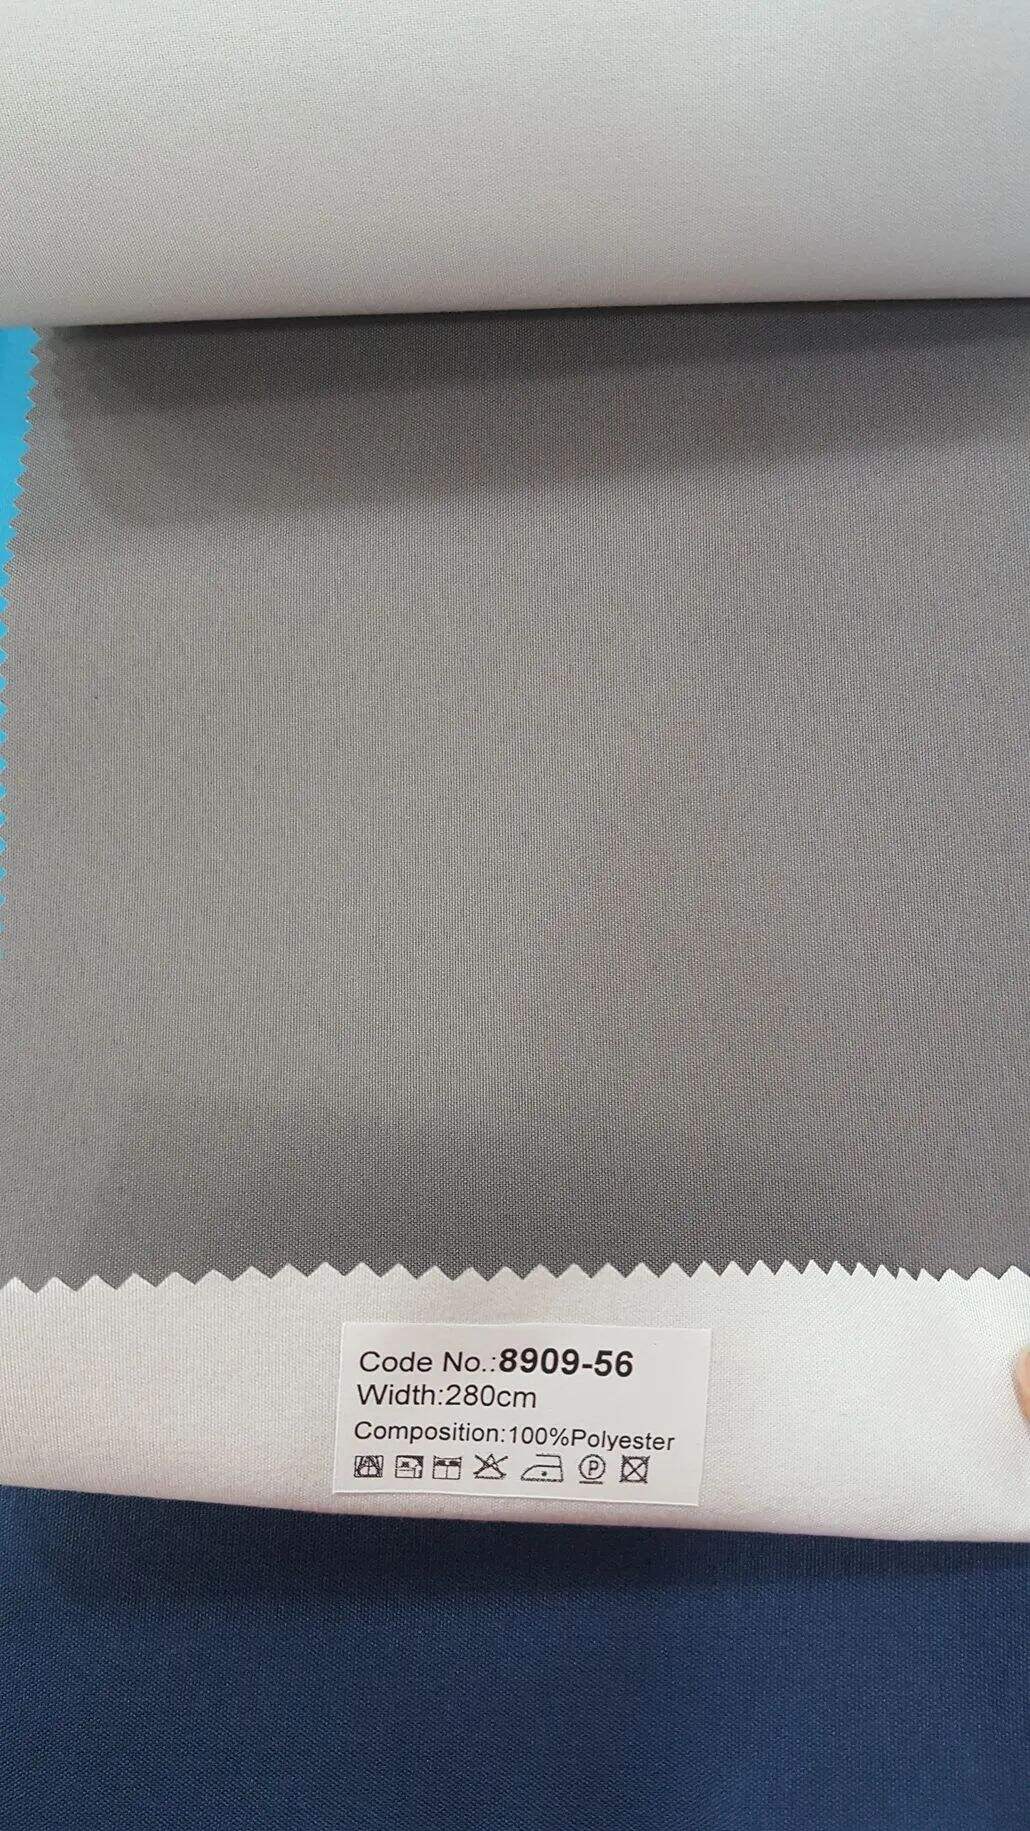 Code No.:8909-56
Width:280cm
Composition:100%Polyester
P